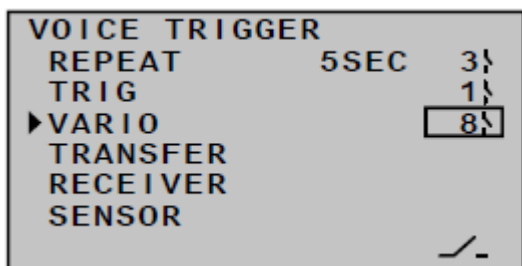 VOICE TRIGGER
REPEAT 5SEC 3
TRIG 1
VARIO 8
TRANSFER
RECEIVER
SENSOR